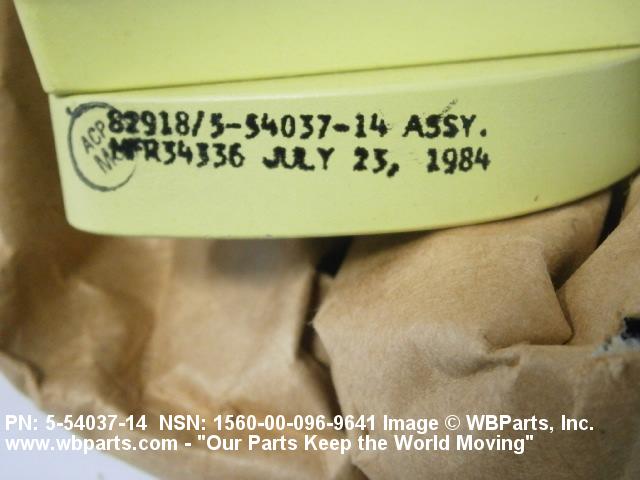 82918/5-54037-14 ASSY.
MFR34336 JULY 23, 1984
ACP
PN: 5-54037-14 NSN: 1560-00-096-9641 Image © WBParts, Inc.
www.wbparts.com - "Our Parts Keep the World Moving"